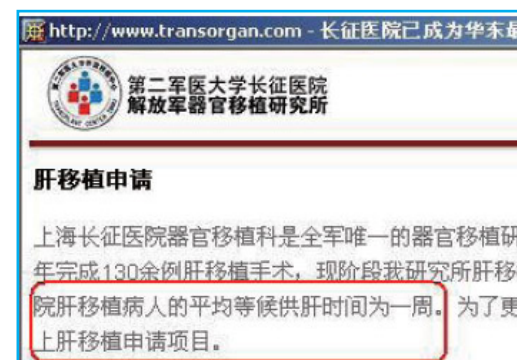 http://www.transorgan.com - 长征医院已成为华东最
第二军医大学长征医院
解放军器官移植研究所
肝移植申请
上海长征医院器官移植科是全军唯一的器官移植研
年完成130余例肝移植手术，现阶段我研究所肝移
院肝移植病人的平均等候供肝时间为一周。为了更
上肝移植申请项目。